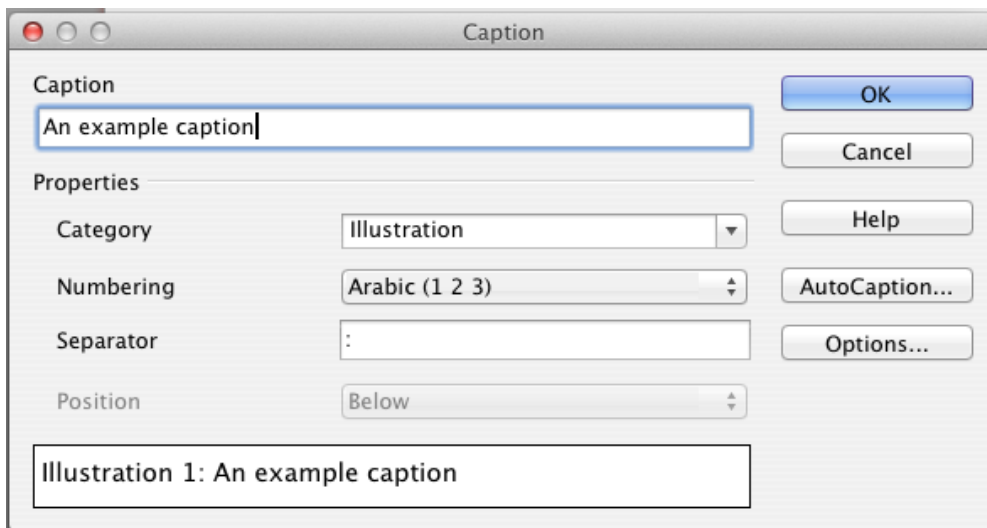 Caption
Caption
OK
An example caption
Cancel
Properties
Category
Illustration
Help
Numbering
Arabic (1 2 3)
AutoCaption...
Separator
:
Options...
Position
Below
Illustration 1: An example caption